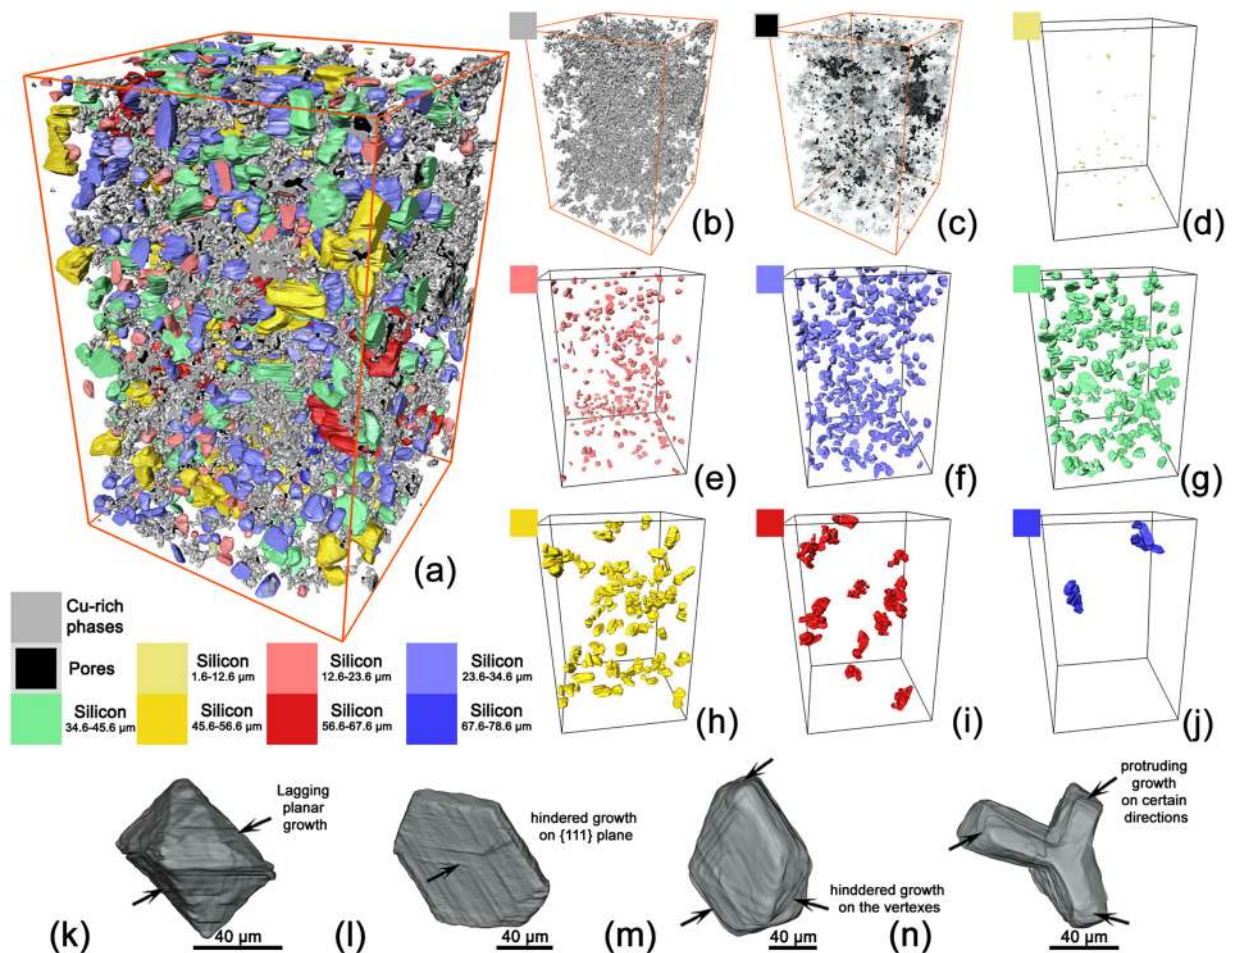 (a)
(b)
(c)
(d)
(e)
(f)
(g)
(h)
(i)
(j)
Cu-rich
phases
Pores
Silicon
1.6-12.6 μm
Silicon
12.6-23.6 μm
Silicon
23.6-34.6 μm
Silicon
34.6-45.6 μm
Silicon
45.6-56.6 μm
Silicon
56.6-67.6 μm
Silicon
67.6-78.6 μm
Lagging
planar
growth
(k)
40 μm
hindered growth
on {111} plane
(l)
40 μm
hinddered growth
on the vertexes
(m)
40 μm
protruding
growth
on certain
directions
(n)
40 μm